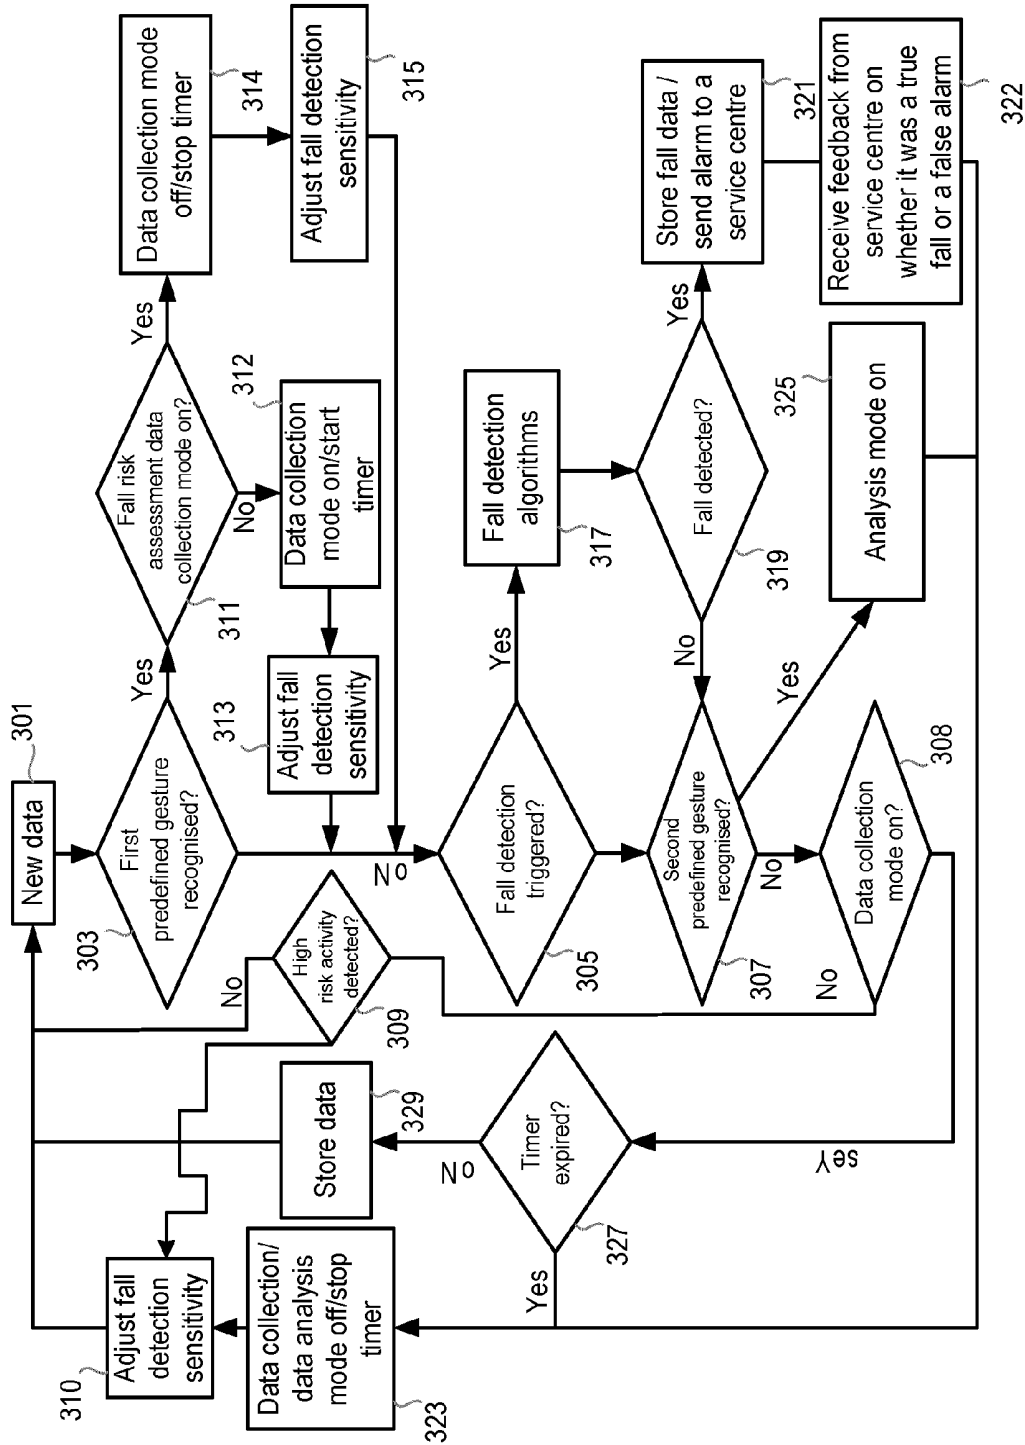 New data
301
First
predefined gesture
recognised?
303
Yes
Fall risk
assessment data
collection mode on?
311
Yes
Data collection mode
off/stop timer
314
Adjust fall detection
sensitivity
315
No
Data collection
mode on/start
timer
312
Adjust fall
detection
sensitivity
313
No
Fall detection
triggered?
305
Yes
Fall detection
algorithms
317
Fall detected?
319
Yes
Store fall data /
send alarm to a
service centre
321
Receive feedback from
service centre on
whether it was a true
fall or a false alarm
322
No
Second
predefined gesture
recognised?
307
Yes
Analysis mode on
325
No
Data collection
mode on?
308
No
High
risk activity
detected?
309
No
Yes
Timer
expired?
327
No
Store data
329
Yes
Data collection/
data analysis
mode off/stop
timer
323
Adjust fall
detection
sensitivity
310